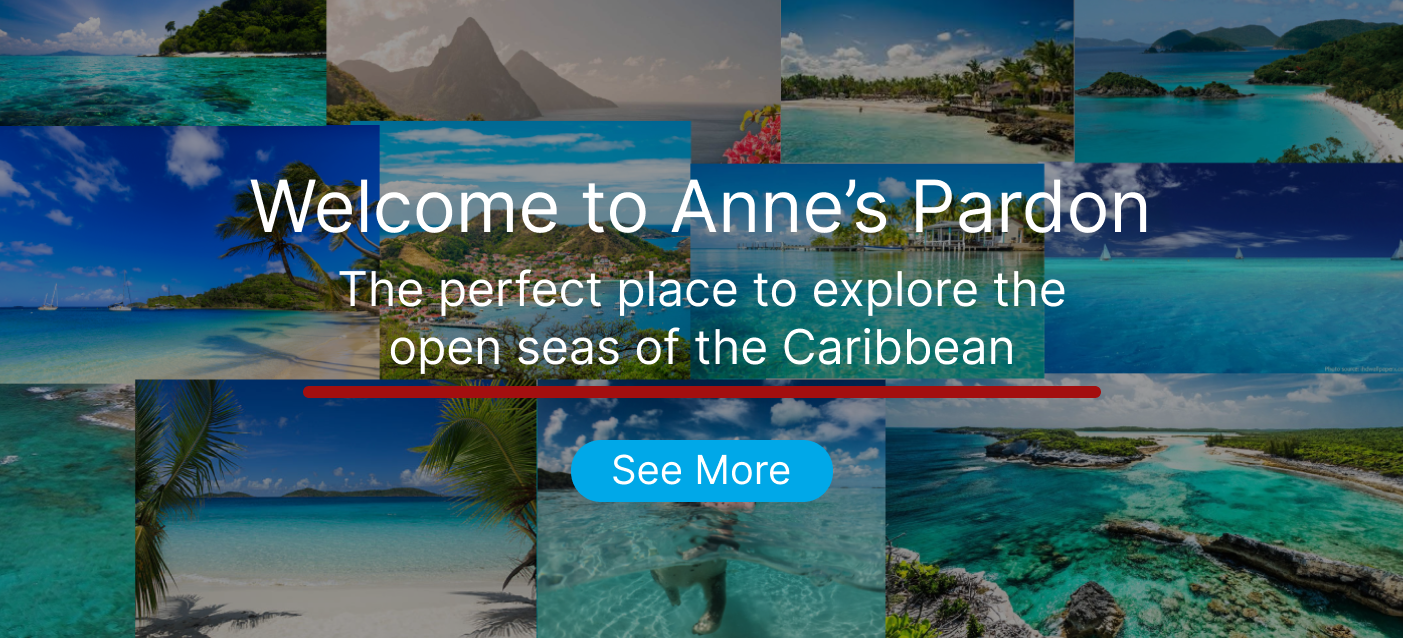 Welcome to Anne’s Pardon
The perfect place to explore the
open seas of the Caribbean
See More